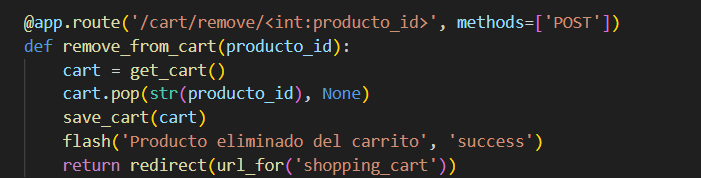 @app.route('/cart/remove/<int:producto_id>', methods=['POST'])
def remove_from_cart(producto_id):
    cart = get_cart()
    cart.pop(str(producto_id), None)
    save_cart(cart)
    flash('Producto eliminado del carrito', 'success')
    return redirect(url_for('shopping_cart'))